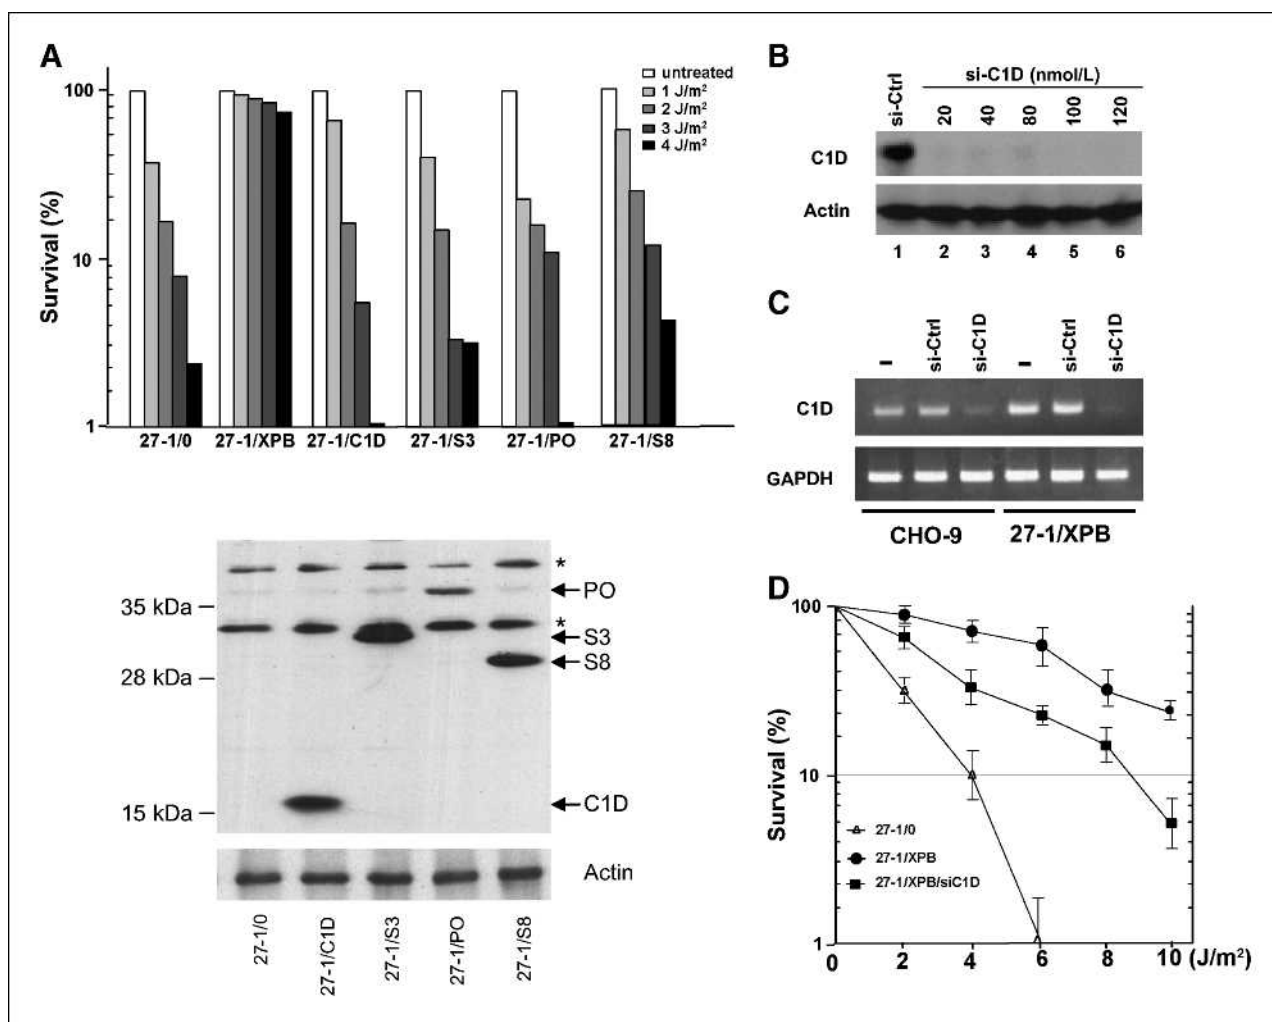 A
untreated
1 J/m²
2 J/m²
3 J/m²
4 J/m²
Survival (%)
100
10
1
27-1/0 27-1/XPB 27-1/C1D 27-1/S3 27-1/PO 27-1/S8
35 kDa
28 kDa
15 kDa
*
PO
*
S3
S8
C1D
Actin
27-1/0 27-1/C1D 27-1/S3 27-1/PO 27-1/S8
B
si-Ctrl
si-C1D (nmol/L)
20 40 80 100 120
C1D
Actin
1 2 3 4 5 6
C
– si-Ctrl si-C1D – si-Ctrl si-C1D
C1D
GAPDH
CHO-9 27-1/XPB
D
Survival (%)
100
10
1
27-1/0
27-1/XPB
27-1/XPB/siC1D
0 2 4 6 8 10 (J/m²)